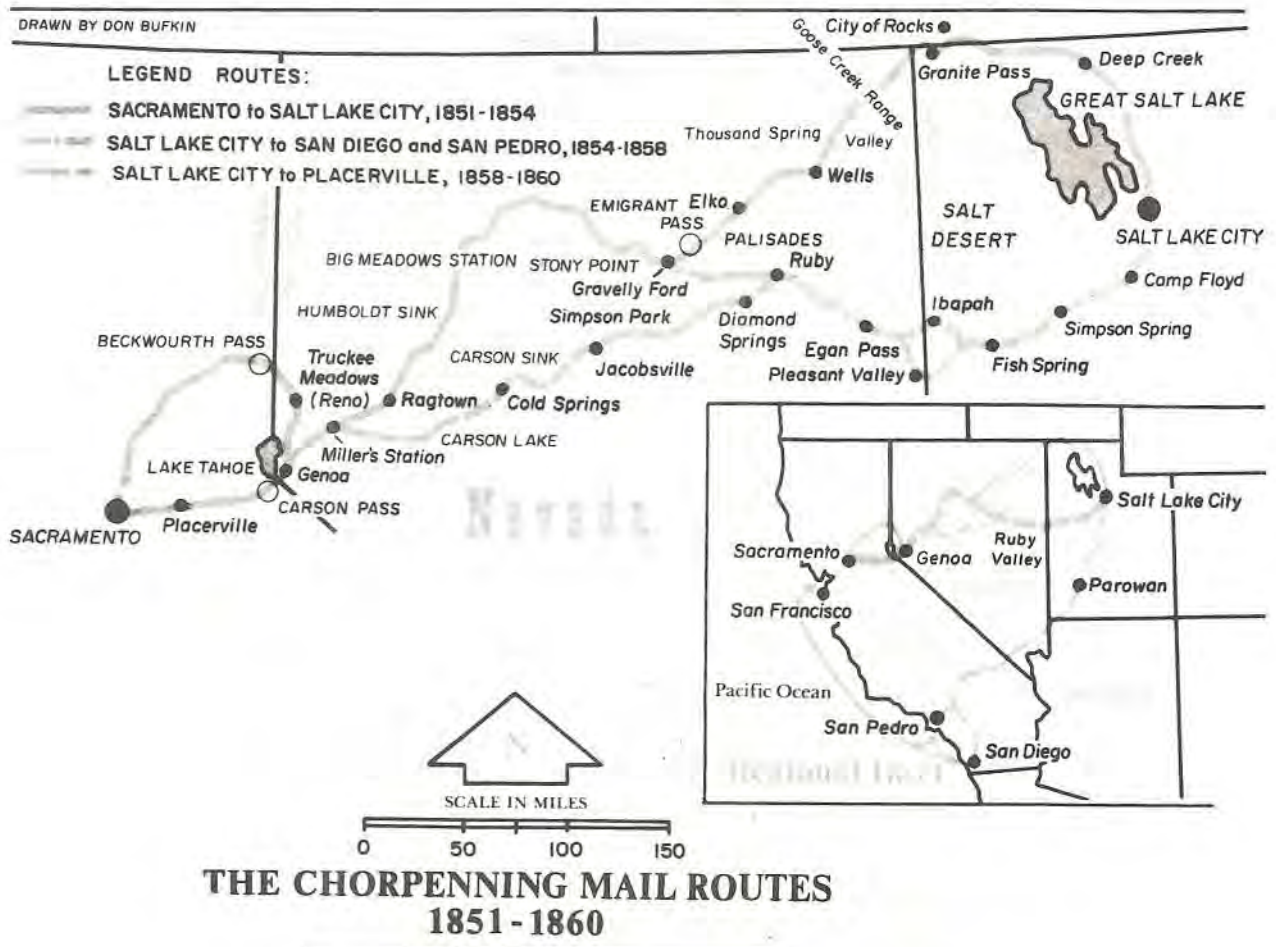 DRAWN BY DON BUFKIN
LEGEND ROUTES:
SACRAMENTO to SALT LAKE CITY, 1851-1854
SALT LAKE CITY to SAN DIEGO and SAN PEDRO, 1854-1858
SALT LAKE CITY to PLACERVILLE, 1858-1860
City of Rocks
Goose Creek Range
Granite Pass
Deep Creek
GREAT SALT LAKE
Thousand Spring
Valley
Wells
EMIGRANT
PASS
Elko
SALT
DESERT
SALT LAKE CITY
PALISADES
Ruby
BIG MEADOWS STATION
STONY POINT
Gravelly Ford
Camp Floyd
HUMBOLDT SINK
Simpson Park
Diamond
Springs
Ibapah
Simpson Spring
BECKWOURTH PASS
Truckee
Meadows
(Reno)
CARSON SINK
Jacobsville
Egan Pass
Pleasant Valley
Fish Spring
Ragtown
Cold Springs
CARSON LAKE
Miller's Station
LAKE TAHOE
Genoa
CARSON PASS
Placerville
SACRAMENTO
Nevada
Salt Lake City
Sacramento
Genoa
Ruby
Valley
Parowan
San Francisco
Pacific Ocean
San Pedro
San Diego
N
SCALE IN MILES
0 50 100 150
THE CHORPENNING MAIL ROUTES
1851-1860